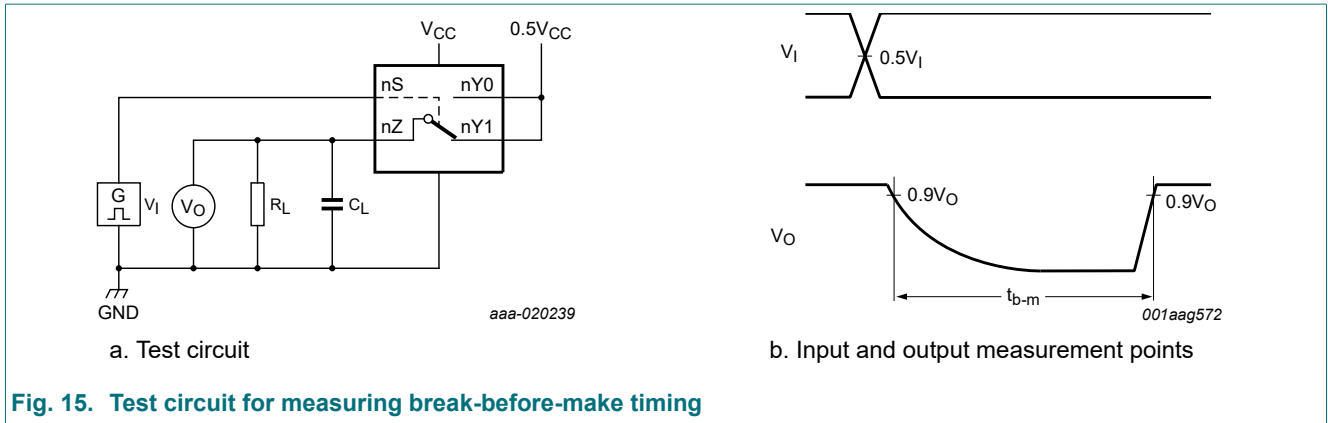 VCC 0.5VCC
nS nY0
nZ nY1
G VI VO RL CL
GND
aaa-020239
a. Test circuit
VI 0.5VI
0.9VO 0.9VO
VO
tb-m
001aag572
b. Input and output measurement points
Fig. 15. Test circuit for measuring break-before-make timing